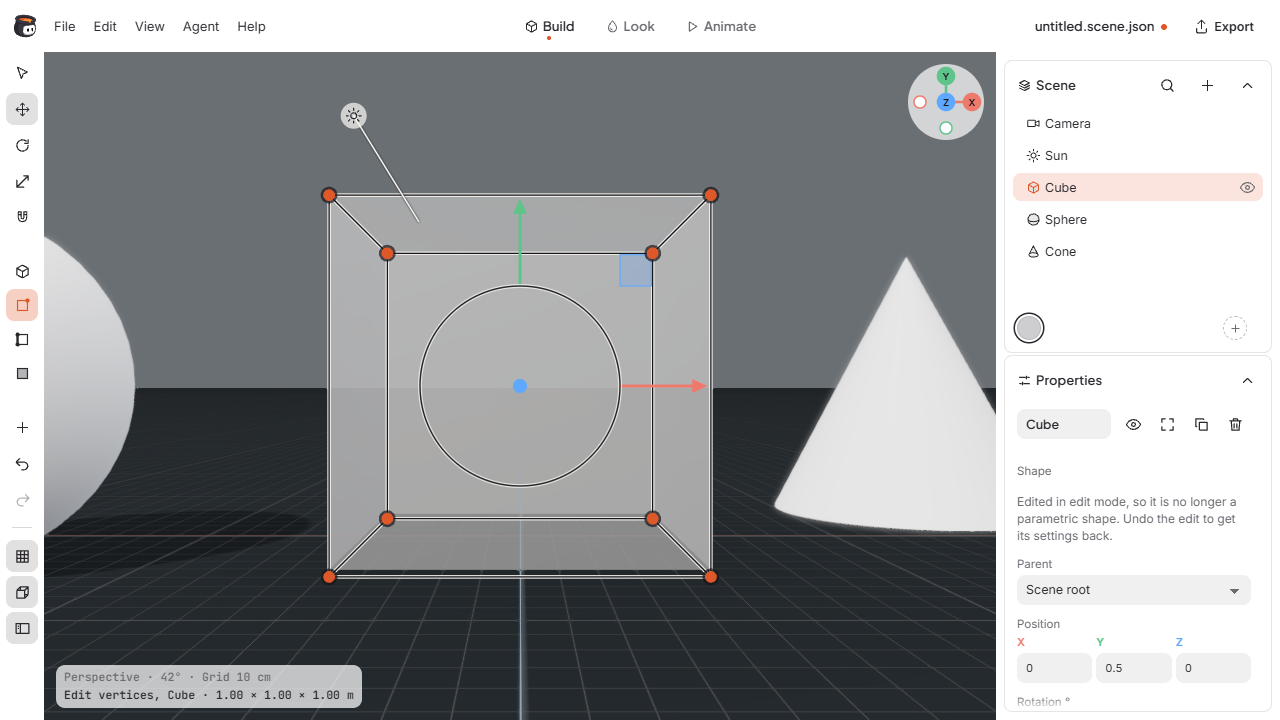 File Edit View Agent Help
Build Look Animate
untitled.scene.json Export
Y
Z X
Scene
Camera
Sun
Cube
Sphere
Cone
Properties
Cube
Shape
Edited in edit mode, so it is no longer a
parametric shape. Undo the edit to get
its settings back.
Parent
Scene root
Position
X Y Z
0 0.5 0
Rotation °
Perspective · 42° · Grid 10 cm
Edit vertices, Cube · 1.00 × 1.00 × 1.00 m